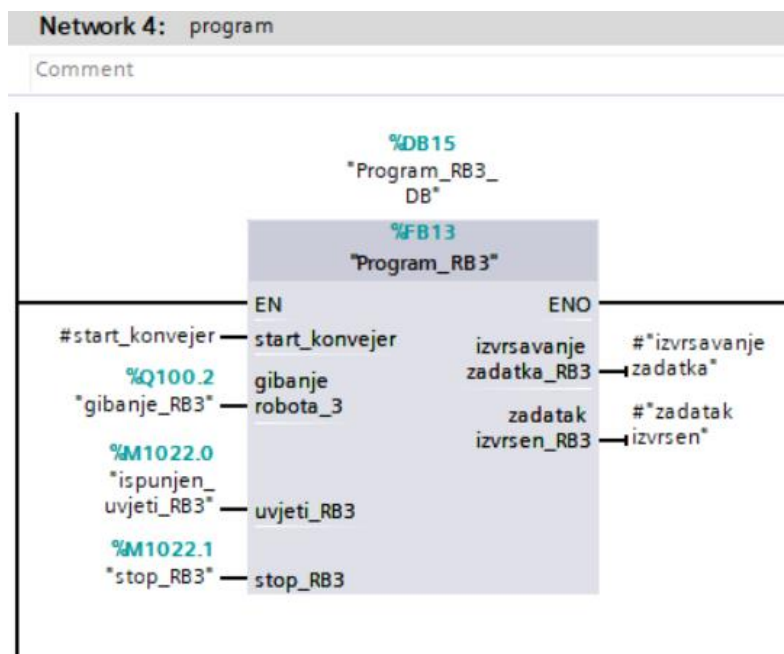 Network 4: program
Comment
%DB15
"Program_RB3_
DB"
%FB13
"Program_RB3"
EN
ENO
#start_konvejer
start_konvejer
izvrsavanje
zadatka_RB3
#"izvrsavanje
zadatka"
%Q100.2
"gibanje_RB3"
gibanje
robota_3
zadatak
izvrsen_RB3
#"zadatak
izvrsen"
%M1022.0
"ispunjen_
uvjeti_RB3"
uvjeti_RB3
%M1022.1
"stop_RB3"
stop_RB3